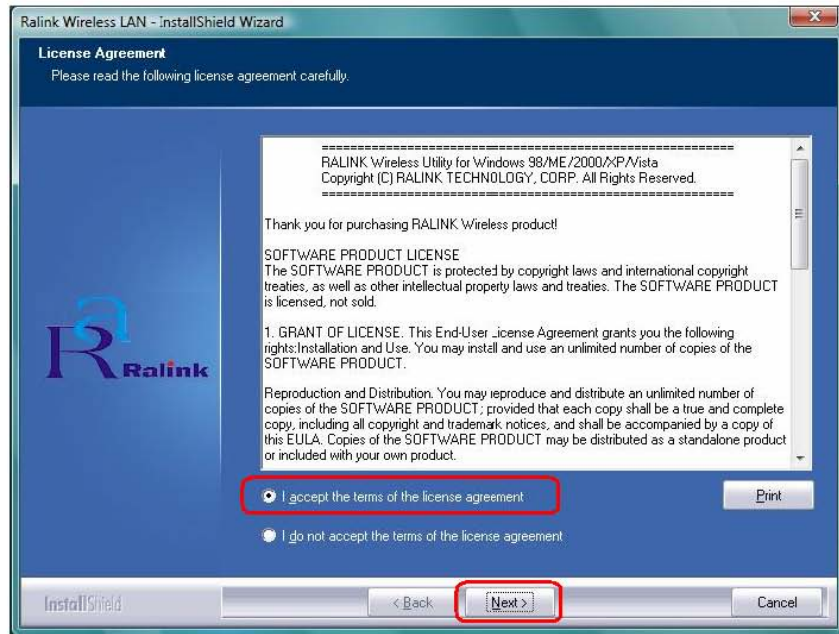 Ralink Wireless LAN - InstallShield Wizard
License Agreement
Please read the following license agreement carefully.
==========================================================
RALINK Wireless Utility for Windows 98/ME/2000/XP/Vista
Copyright (C) RALINK TECHNOLOGY, CORP. All Rights Reserved.
==========================================================
Thank you for purchasing RALINK Wireless product!
SOFTWARE PRODUCT LICENSE
The SOFTWARE PRODUCT is protected by copyright laws and international copyright
treaties, as well as other intellectual property laws and treaties. The SOFTWARE PRODUCT
is licensed, not sold.
1. GRANT OF LICENSE. This End-User License Agreement grants you the following
rights:Installation and Use. You may install and use an unlimited number of copies of the
SOFTWARE PRODUCT.
Reproduction and Distribution. You may reproduce and distribute an unlimited number of
copies of the SOFTWARE PRODUCT; provided that each copy shall be a true and complete
copy, including all copyright and trademark notices, and shall be accompanied by a copy of
this EULA. Copies of the SOFTWARE PRODUCT may be distributed as a standalone product
or included with your own product.
Ralink
I accept the terms of the license agreement
Print
I do not accept the terms of the license agreement
InstallShield
< Back
Next >
Cancel